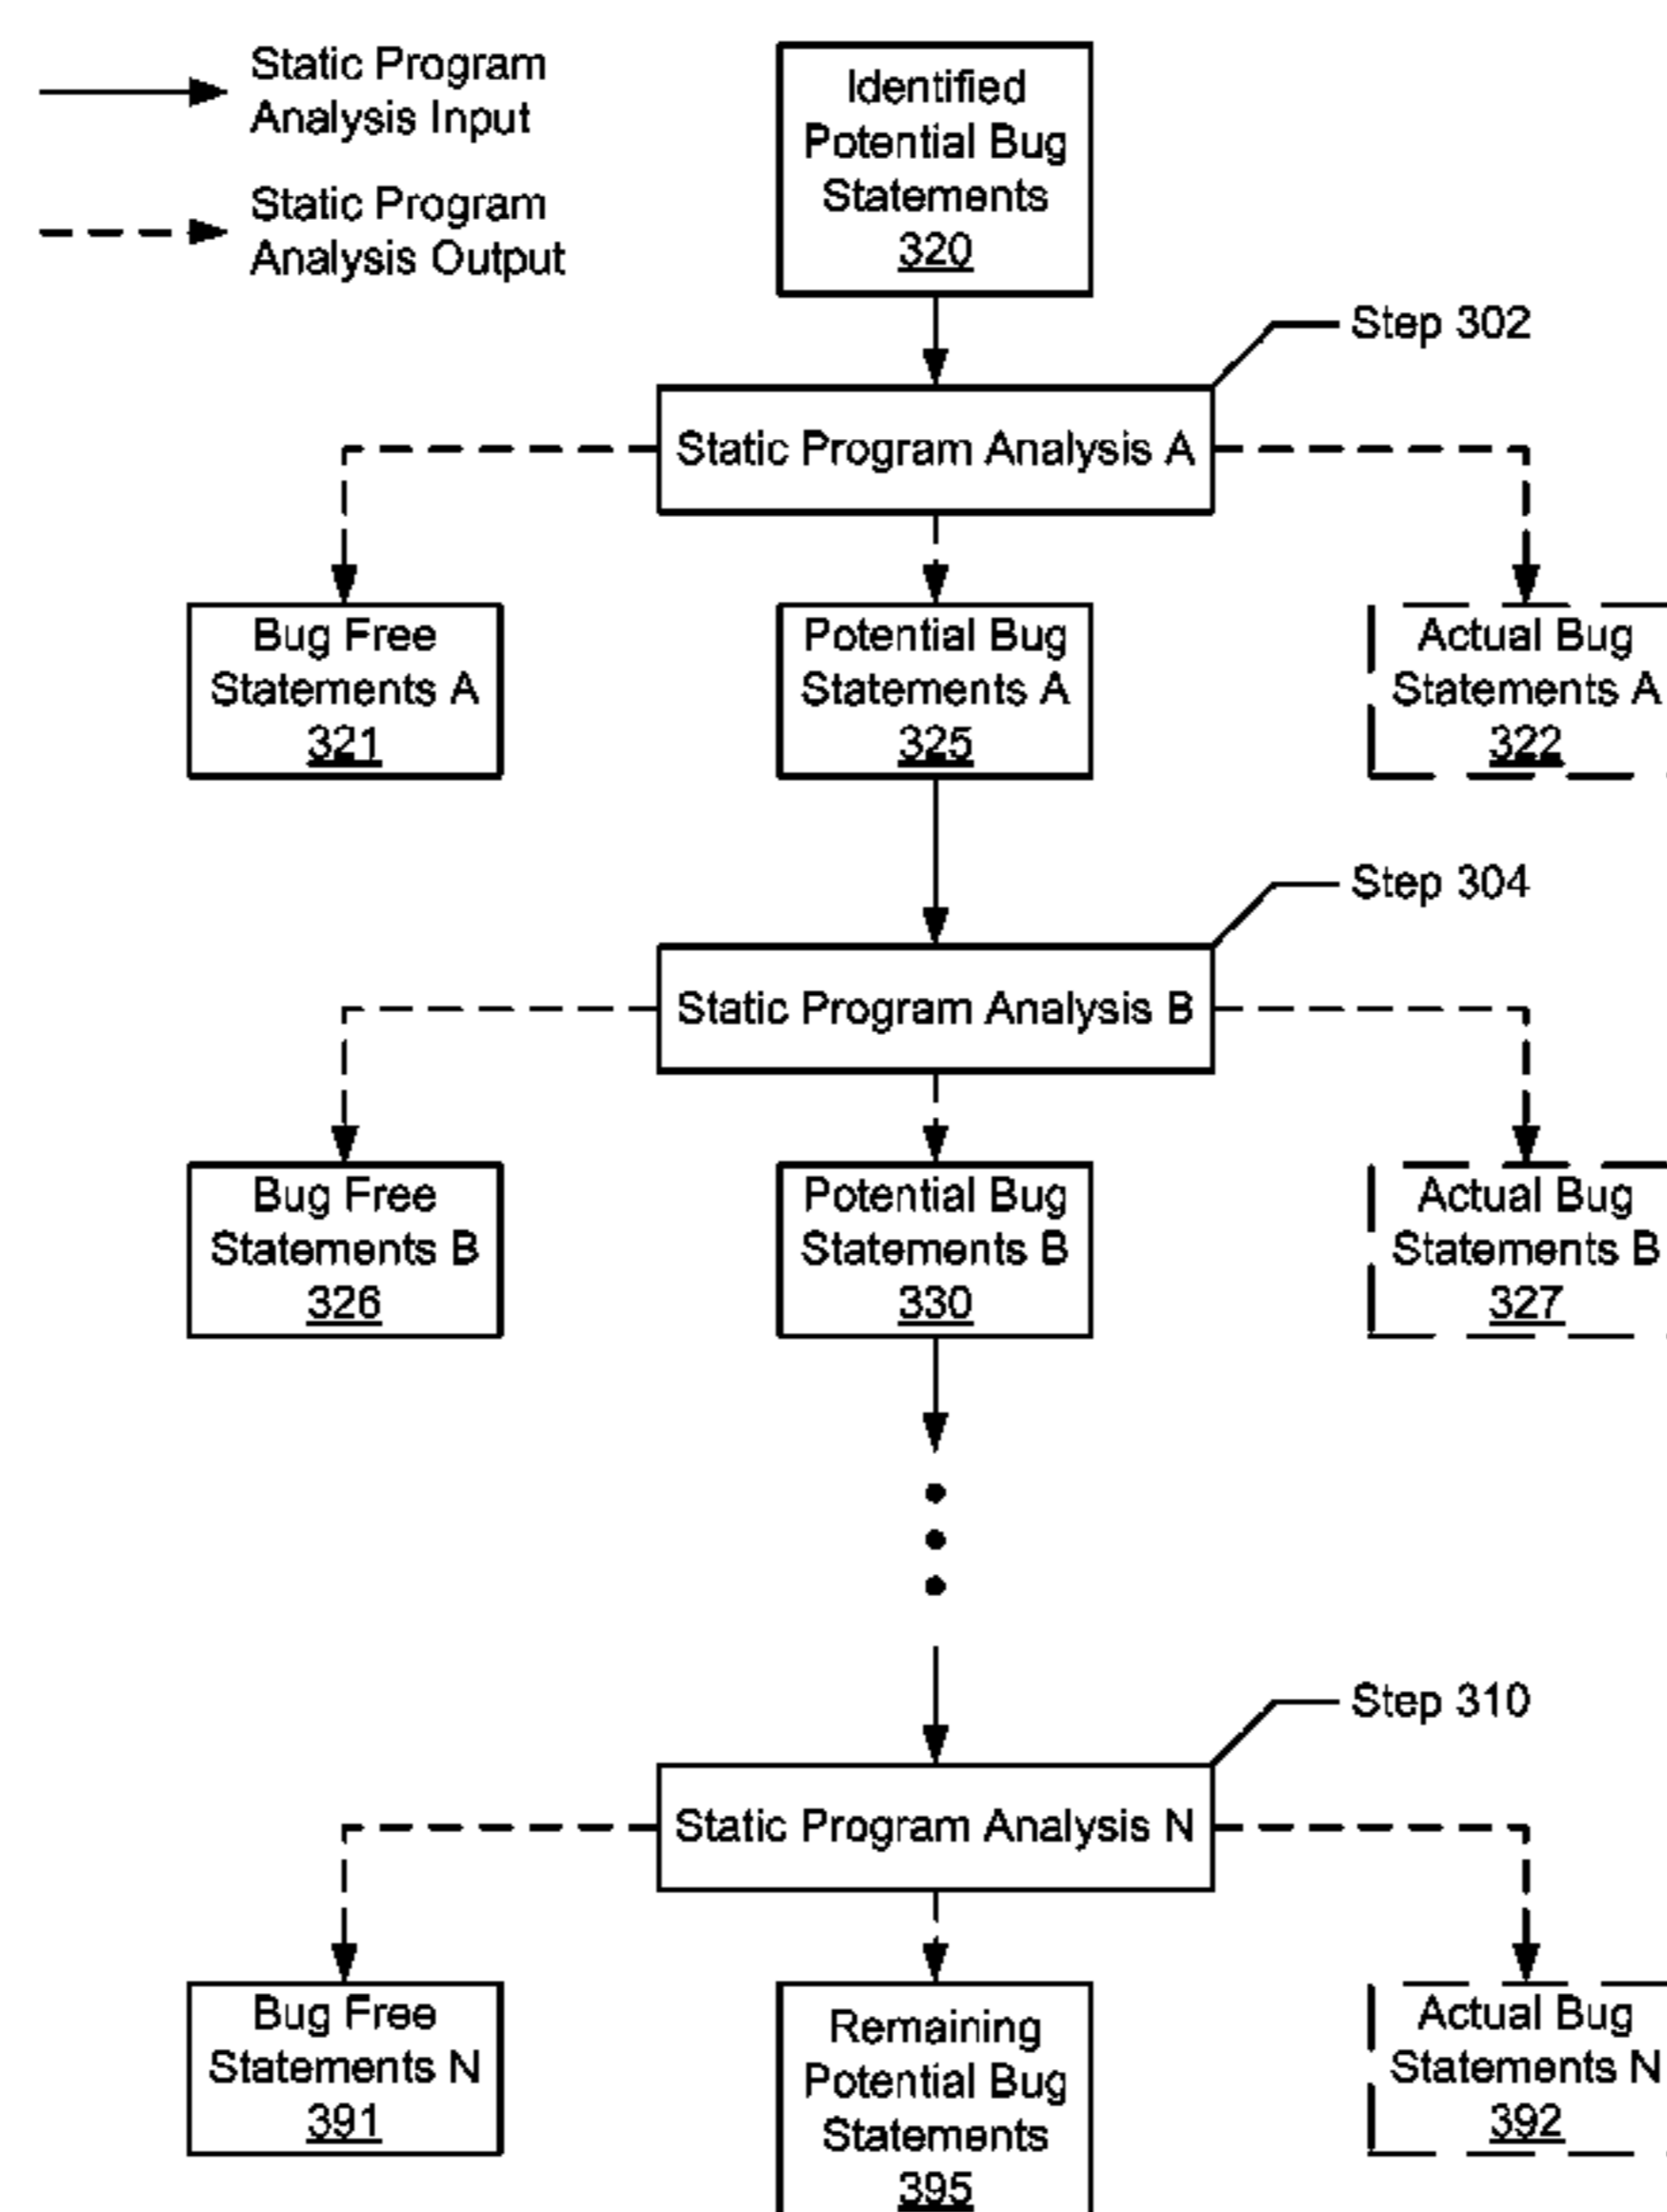 Static Program
Analysis Input
Static Program
Analysis Output
Identified
Potential Bug
Statements
320
Step 302
Static Program Analysis A
Bug Free
Statements A
321
Potential Bug
Statements A
325
Actual Bug
Statements A
322
Step 304
Static Program Analysis B
Bug Free
Statements B
326
Potential Bug
Statements B
330
Actual Bug
Statements B
327
Step 310
Static Program Analysis N
Bug Free
Statements N
391
Remaining
Potential Bug
Statements
395
Actual Bug
Statements N
392